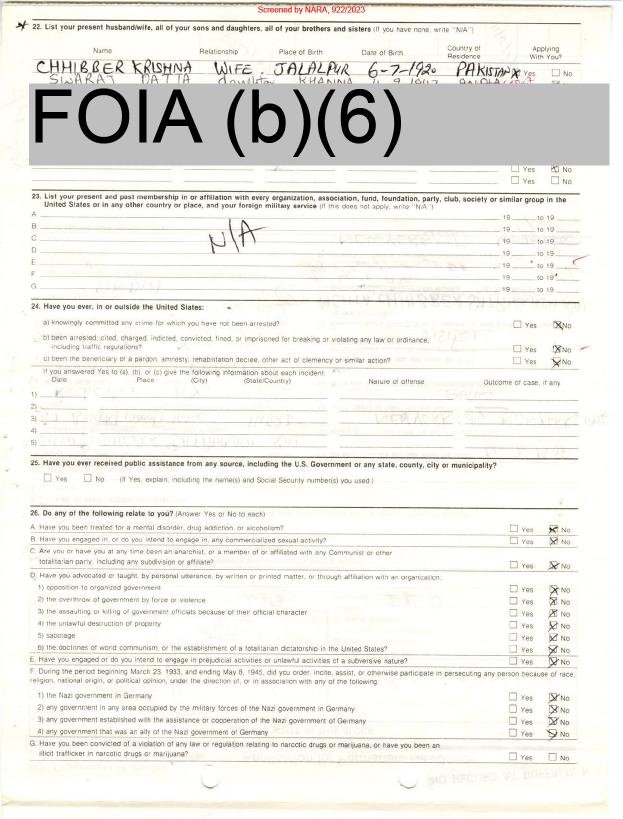 Screened by NARA, 922/2023
22. List your present husband/wife, all of your sons and daughters, all of your brothers and sisters (If you have none, write "N/A")
Name Relationship Place of Birth Date of Birth Country of Residence Applying With You?
CHHIBBER KRISHNA WIFE JALALPUR 6-7-1920 PAKISTAN X Yes No
SWARAJ DATTA daughter KHANNA
FOIA (b)(6)
Yes X No
Yes No
23. List your present and past membership in or affiliation with every organization, association, fund, foundation, party, club, society or similar group in the
United States or in any other country or place, and your foreign military service (If this does not apply, write "N/A")
A 19 to 19
B 19 to 19
C 19 to 19
D 19 to 19
E 19 to 19
F 19 to 19
G 19 to 19
N/A
24. Have you ever, in or outside the United States:
a) knowingly committed any crime for which you have not been arrested? Yes X No
b) been arrested, cited, charged, indicted, convicted, fined, or imprisoned for breaking or violating any law or ordinance,
including traffic regulations? Yes X No
c) been the beneficiary of a pardon, amnesty, rehabilitation decree, other act of clemency or similar action? Yes X No
If you answered Yes to (a), (b), or (c) give the following information about each incident.
Date Place (City) (State/Country) Nature of offense Outcome of case, if any
1)
2)
3)
4)
5)
25. Have you ever received public assistance from any source, including the U.S. Government or any state, county, city or municipality?
Yes No (If Yes, explain, including the name(s) and Social Security number(s) you used.)
26. Do any of the following relate to you? (Answer Yes or No to each)
A. Have you been treated for a mental disorder, drug addiction, or alcoholism? Yes X No
B. Have you engaged in, or do you intend to engage in, any commercialized sexual activity? Yes X No
C. Are you or have you at any time been an anarchist, or a member of or affiliated with any Communist or other
totalitarian party, including any subdivision or affiliate? Yes X No
D. Have you advocated or taught, by personal utterance, by written or printed matter, or through affiliation with an organization:
1) opposition to organized government Yes X No
2) the overthrow of government by force or violence Yes X No
3) the assaulting or killing of government officials because of their official character Yes X No
4) the unlawful destruction of property Yes X No
5) sabotage Yes X No
6) the doctrines of world communism, or the establishment of a totalitarian dictatorship in the United States? Yes X No
E. Have you engaged or do you intend to engage in prejudicial activities or unlawful activities of a subversive nature? Yes X No
F. During the period beginning March 23, 1933, and ending May 8, 1945, did you order, incite, assist, or otherwise participate in persecuting any person because of race,
religion, national origin, or political opinion, under the direction of, or in association with any of the following:
1) the Nazi government in Germany Yes X No
2) any government in any area occupied by the military forces of the Nazi government in Germany Yes X No
3) any government established with the assistance or cooperation of the Nazi government of Germany Yes X No
4) any government that was an ally of the Nazi government of Germany Yes X No
G. Have you been convicted of a violation of any law or regulation relating to narcotic drugs or marijuana, or have you been an
illicit trafficker in narcotic drugs or marijuana? Yes No